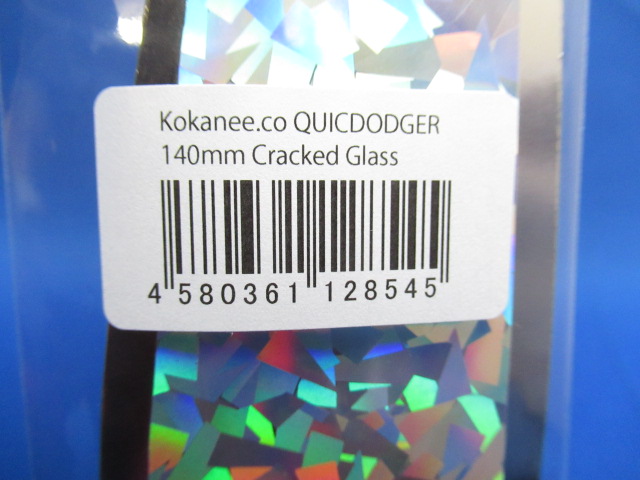 Kokanee.co QUICDODGER
140mm Cracked Glass
4 580361 128545